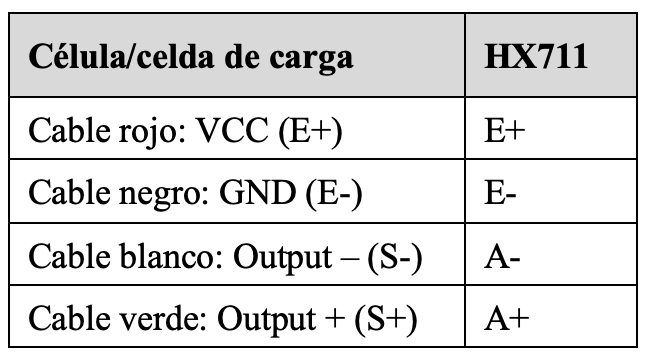 Célula/celda de carga HX711
Cable rojo: VCC (E+) E+
Cable negro: GND (E-) E-
Cable blanco: Output – (S-) A-
Cable verde: Output + (S+) A+